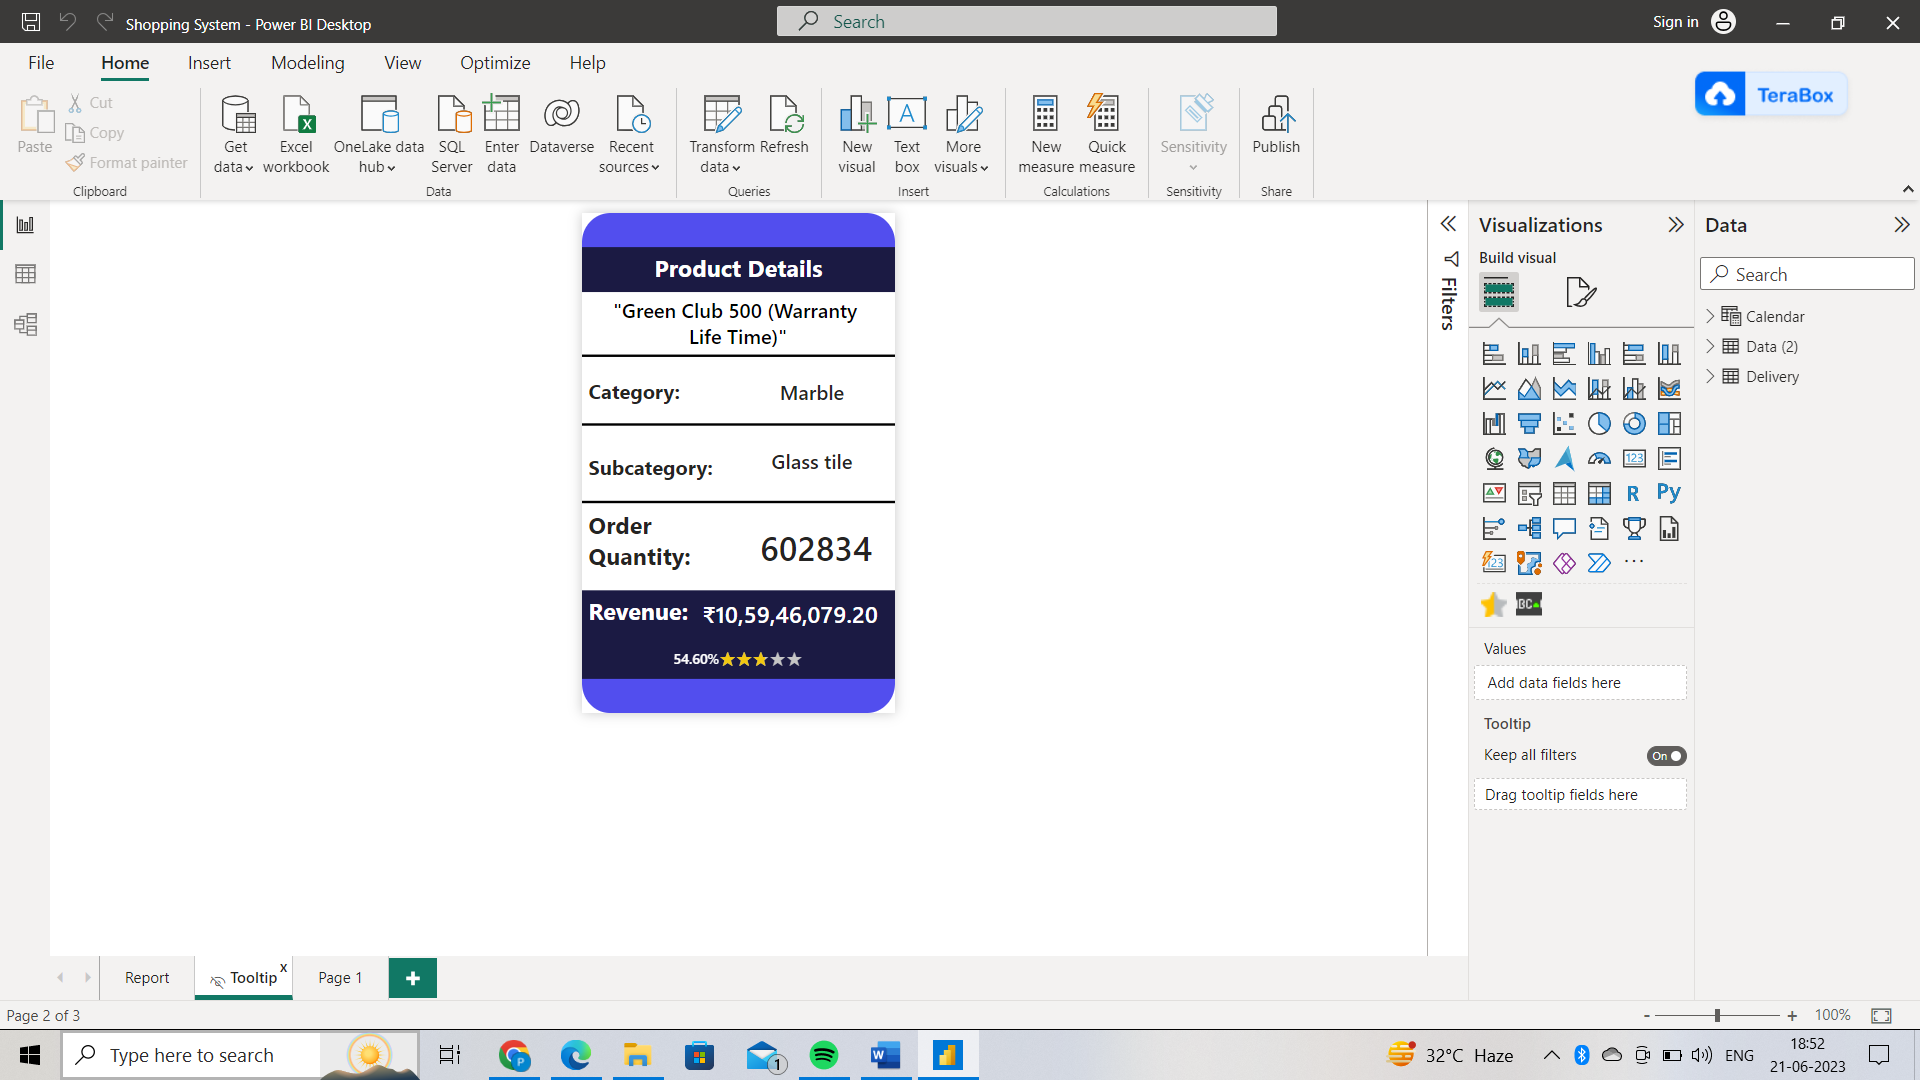 Shopping System - Power BI Desktop
Search
Sign in
File Home Insert Modeling View Optimize Help
TeraBox
Paste
Cut
Copy
Format painter
Clipboard
Get data
Excel workbook
OneLake data hub
SQL Server
Enter data
Dataverse
Recent sources
Data
Transform data
Refresh
Queries
New visual
Text box
More visuals
Insert
New measure
Quick measure
Calculations
Sensitivity
Sensitivity
Publish
Share
Product Details
"Green Club 500 (Warranty
Life Time)"
Category: Marble
Subcategory: Glass tile
Order
Quantity: 602834
Revenue: ₹10,59,46,079.20
54.60%
Filters
Visualizations
Build visual
123
R
Py
123
Values
Add data fields here
Tooltip
Keep all filters On
Drag tooltip fields here
Data
Search
Calendar
Data (2)
Delivery
Report
Tooltip x
Page 1
+
Page 2 of 3
- + 100%
Type here to search
1
32°C Haze
ENG
18:52
21-06-2023